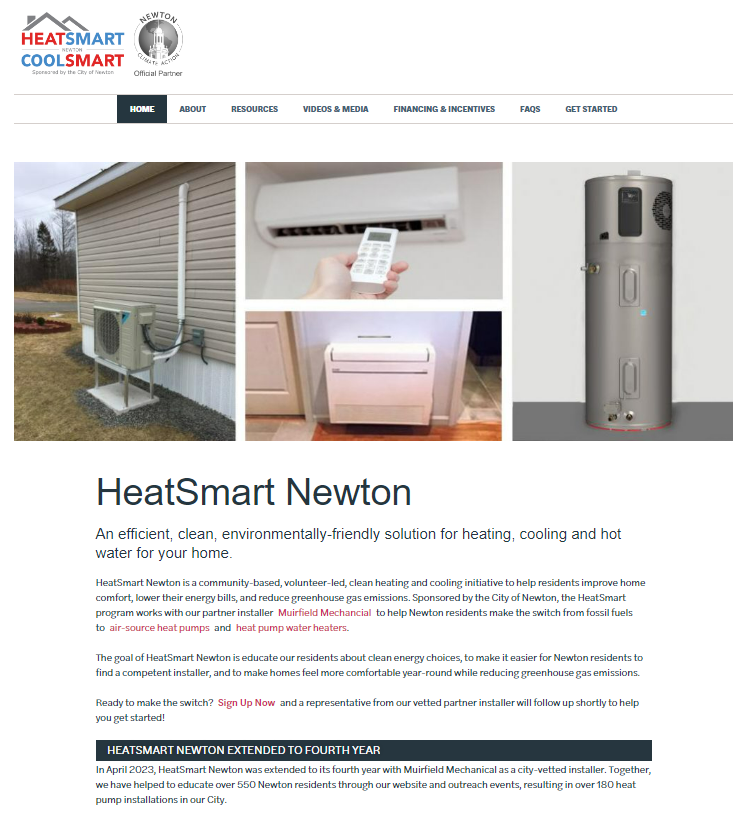 HEATSMART
NEWTON
COOLSMART
Sponsored by the City of Newton
NEWTON
CLIMATE ACTION
Official Partner
HOME ABOUT RESOURCES VIDEOS & MEDIA FINANCING & INCENTIVES FAQS GET STARTED
HeatSmart Newton
An efficient, clean, environmentally-friendly solution for heating, cooling and hot
water for your home.
HeatSmart Newton is a community-based, volunteer-led, clean heating and cooling initiative to help residents improve home
comfort, lower their energy bills, and reduce greenhouse gas emissions. Sponsored by the City of Newton, the HeatSmart
program works with our partner installer Muirfield Mechancial to help Newton residents make the switch from fossil fuels
to air-source heat pumps and heat pump water heaters.
The goal of HeatSmart Newton is educate our residents about clean energy choices, to make it easier for Newton residents to
find a competent installer, and to make homes feel more comfortable year-round while reducing greenhouse gas emissions.
Ready to make the switch? Sign Up Now and a representative from our vetted partner installer will follow up shortly to help
you get started!
HEATSMART NEWTON EXTENDED TO FOURTH YEAR
In April 2023, HeatSmart Newton was extended to its fourth year with Muirfield Mechanical as a city-vetted installer. Together,
we have helped to educate over 550 Newton residents through our website and outreach events, resulting in over 180 heat
pump installations in our City.